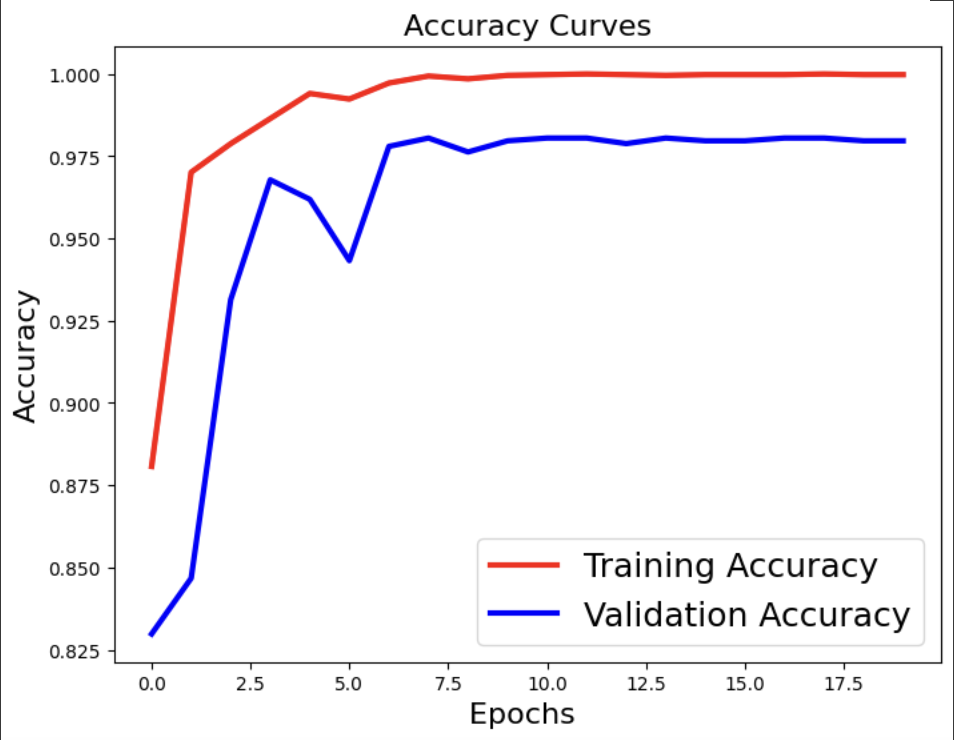 Accuracy Curves
1.000
0.975
0.950
0.925
0.900
0.875
0.850
0.825
Accuracy
Training Accuracy
Validation Accuracy
0.0 2.5 5.0 7.5 10.0 12.5 15.0 17.5
Epochs